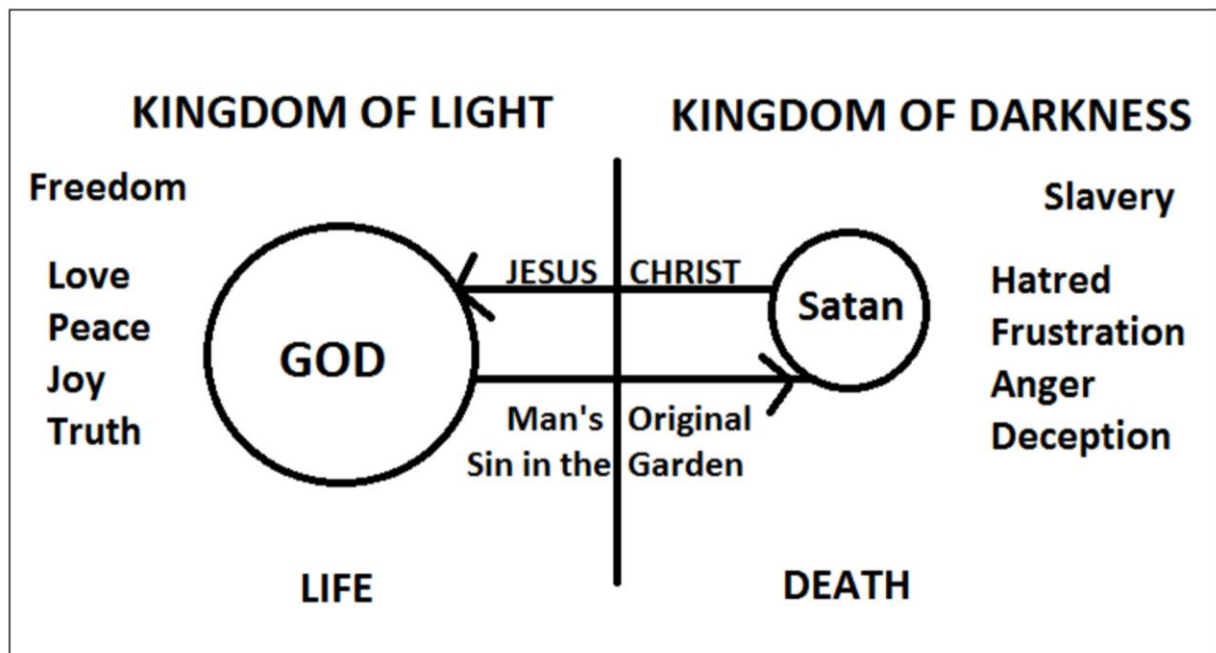 KINGDOM OF LIGHT
KINGDOM OF DARKNESS
Freedom
Slavery
Love
Peace
Joy
Truth
GOD
JESUS CHRIST
Satan
Man's Original
Sin in the Garden
Hatred
Frustration
Anger
Deception
LIFE
DEATH